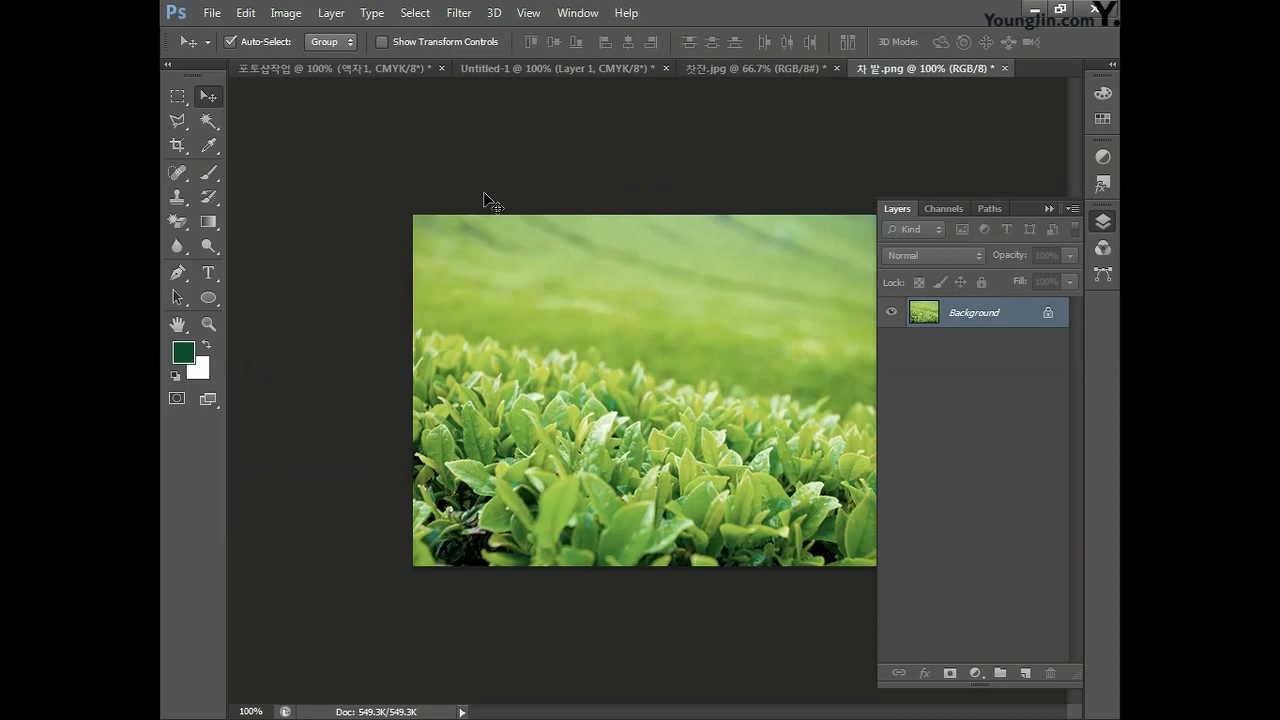 Ps File Edit Image Layer Type Select Filter 3D View Window Help
YoungJin.com Y.
Auto-Select: Group Show Transform Controls 3D Mode:
포토샵작업 @ 100% (액자1, CMYK/8*) * × Untitled-1 @ 100% (Layer 1, CMYK/8*) * × 찻잔.jpg @ 66.7% (RGB/8#) * × 차 밭.png @ 100% (RGB/8) * ×
Layers Channels Paths
Kind
Normal Opacity: 100%
Lock: Fill: 100%
Background
100% Doc: 549.3K/549.3K